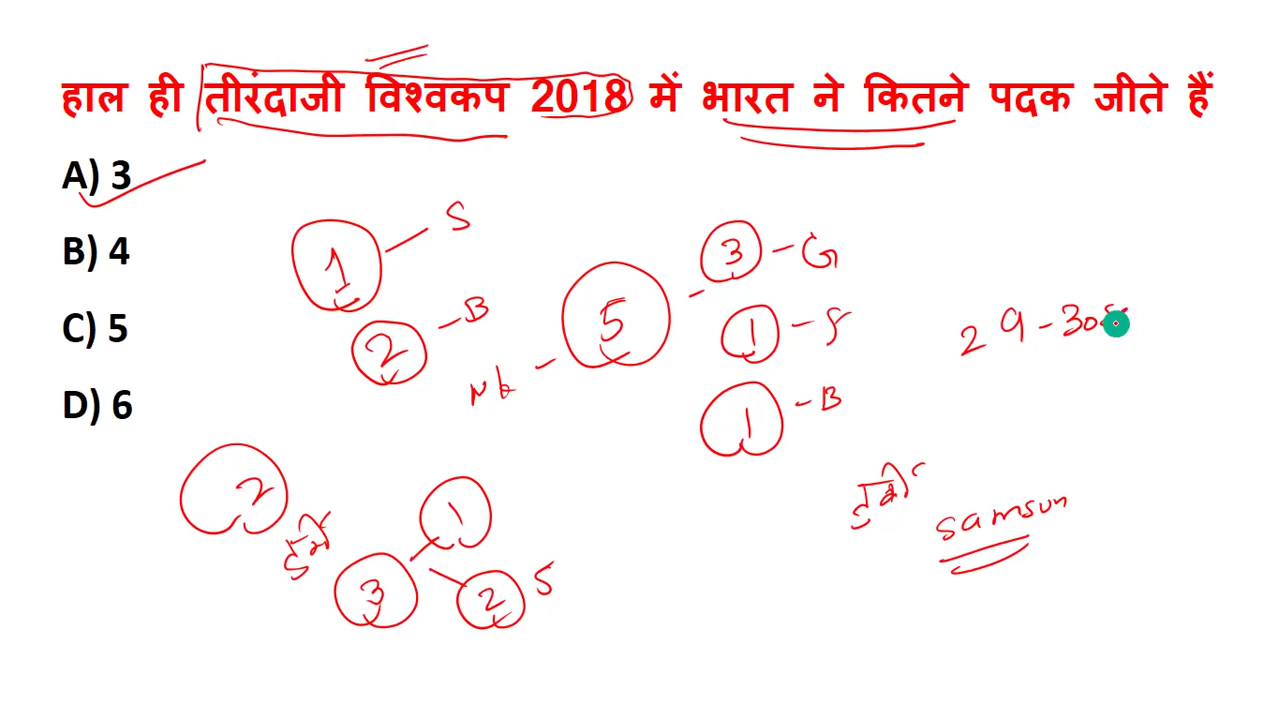 हाल ही तीरंदाजी विश्वकप 2018 में भारत ने कितने पदक जीते हैं
A) 3
B) 4
C) 5
D) 6
1 - S
2 - B
5
3 - G
1 - S
1 - B
29-30
2
1
3
2 S
samsun